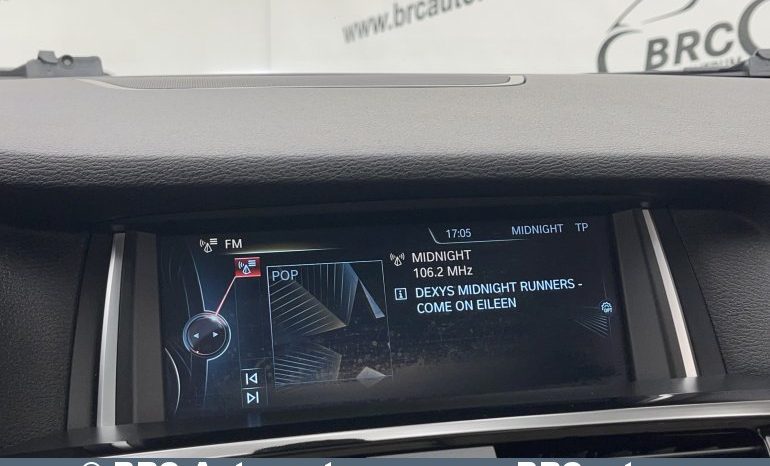 www.brcauto
BRC
FM
17:05 MIDNIGHT TP
MIDNIGHT
106.2 MHz
POP
DEXYS MIDNIGHT RUNNERS -
COME ON EILEEN